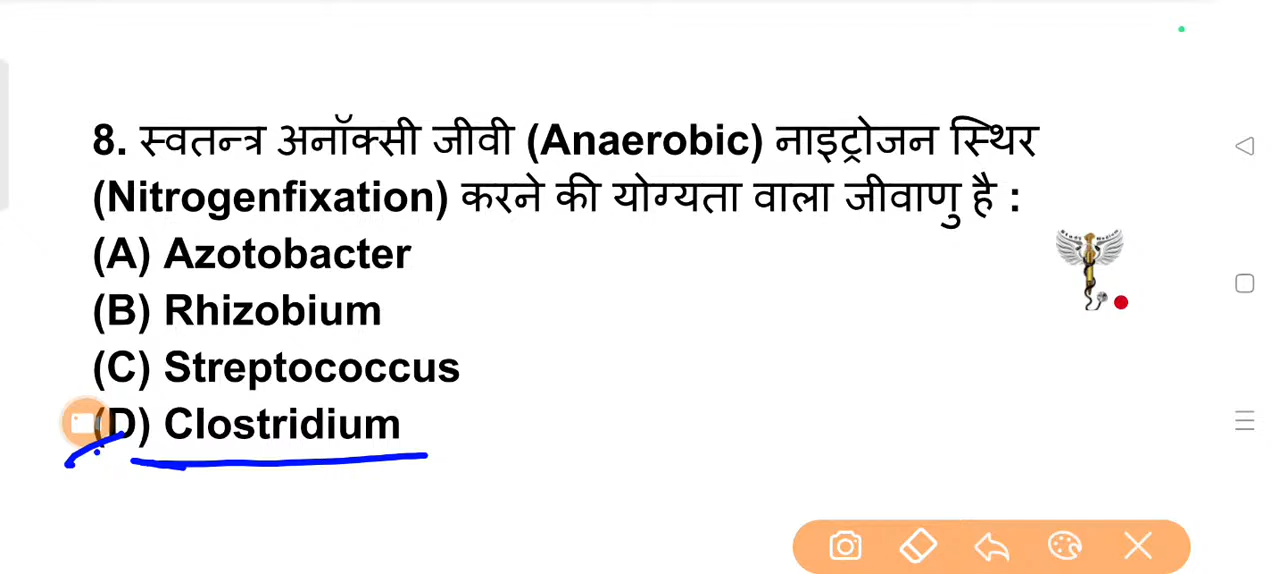 8. स्वतन्त्र अनॉक्सी जीवी (Anaerobic) नाइट्रोजन स्थिर
(Nitrogenfixation) करने की योग्यता वाला जीवाणु है :
(A) Azotobacter
(B) Rhizobium
(C) Streptococcus
(D) Clostridium